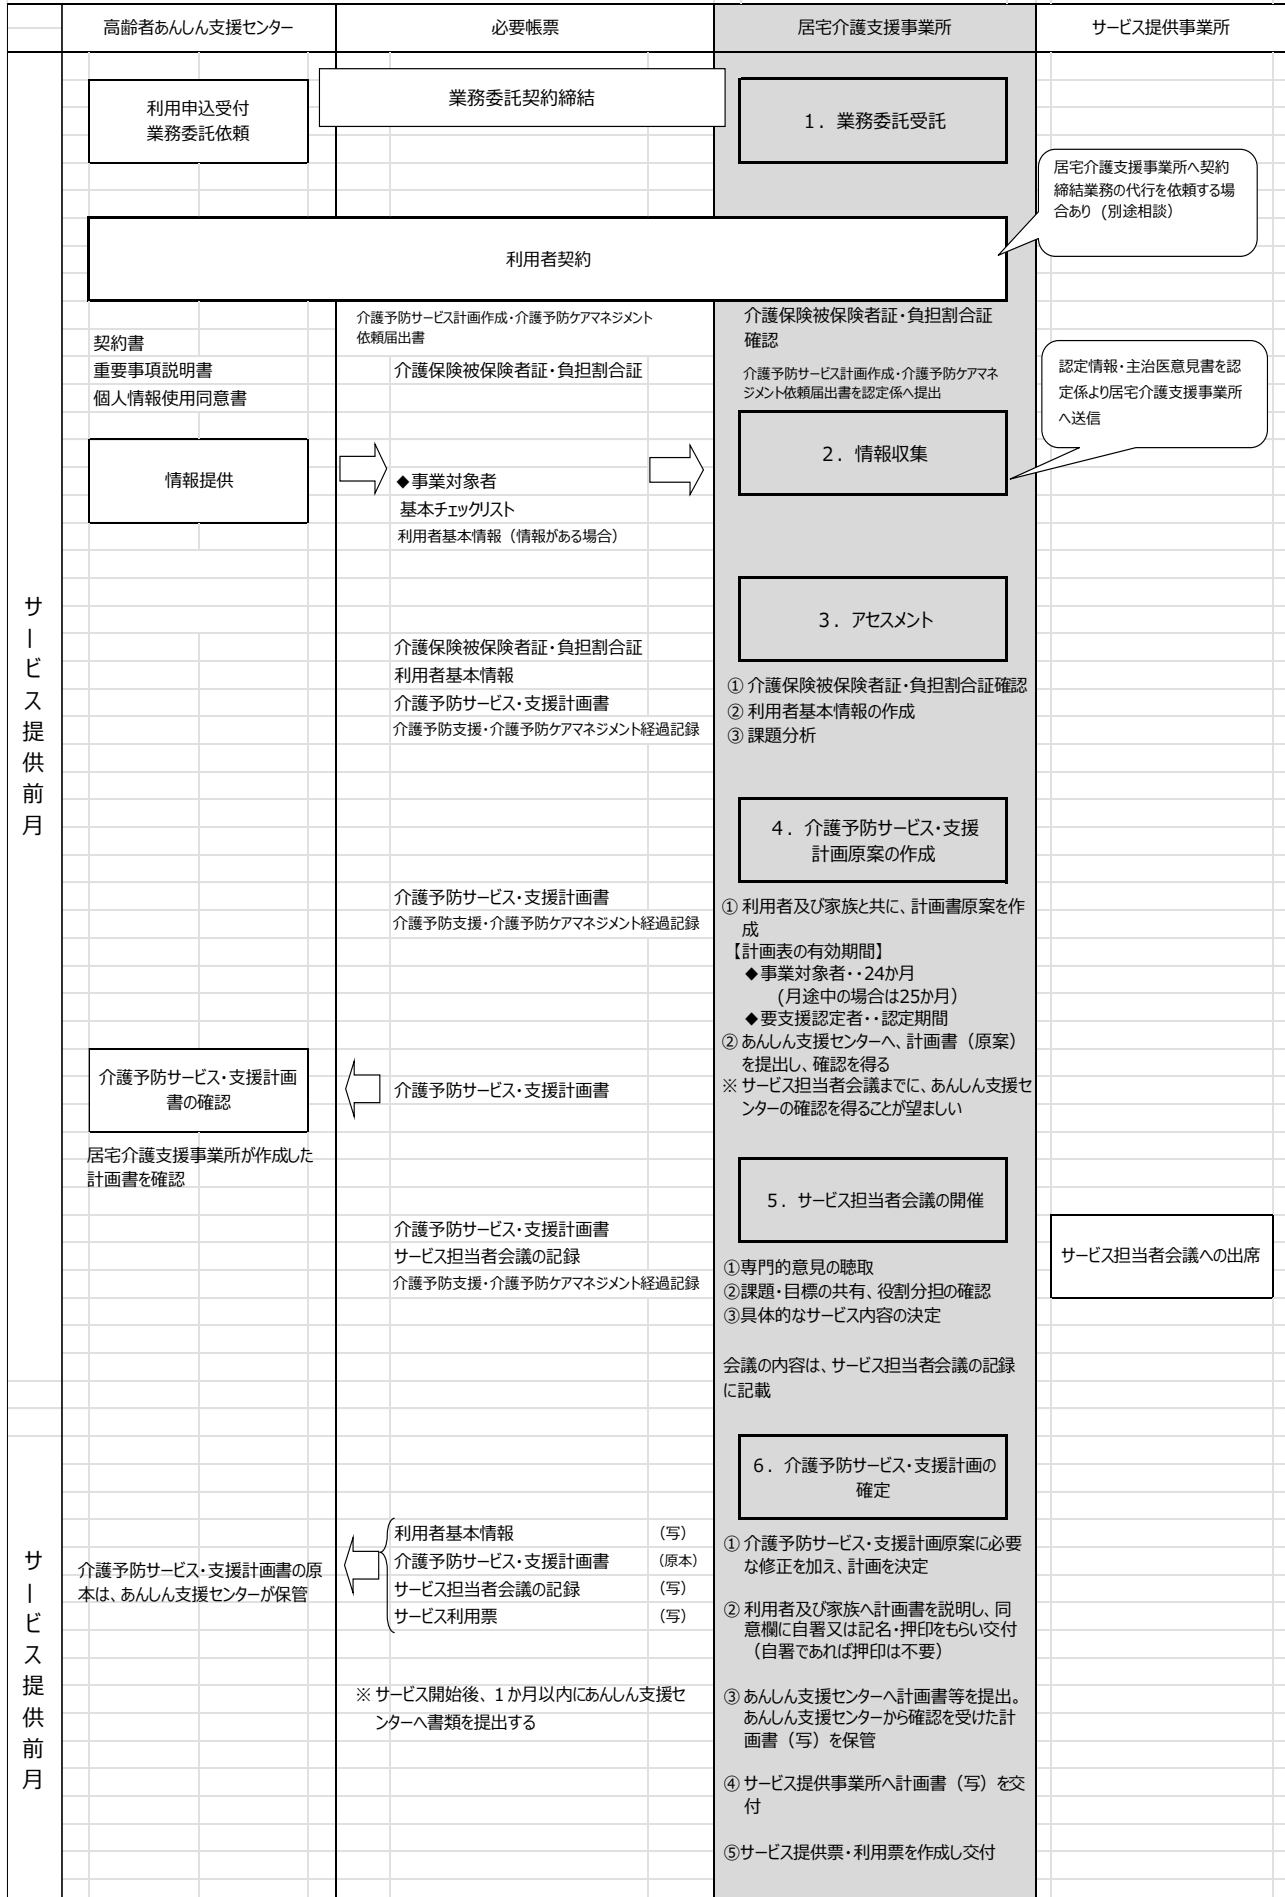 高齢者あんしん支援センター
必要帳票
居宅介護支援事業所
サービス提供事業所
利用申込受付
業務委託依頼
業務委託契約締結
１．業務委託受託
居宅介護支援事業所へ契約
締結業務の代行を依頼する場
合あり（別途相談）
利用者契約
契約書
重要事項説明書
個人情報使用同意書
介護予防サービス計画作成・介護予防ケアマネジメント
依頼届出書
介護保険被保険者証・負担割合証
介護保険被保険者証・負担割合証
確認
介護予防サービス計画作成・介護予防ケアマネ
ジメント依頼届出書を認定係へ提出
認定情報・主治医意見書を認
定係より居宅介護支援事業所
へ送信
情報提供
◆事業対象者
基本チェックリスト
利用者基本情報（情報がある場合）
２．情報収集
サービス提供前月
３．アセスメント
介護保険被保険者証・負担割合証
利用者基本情報
介護予防サービス・支援計画書
介護予防支援・介護予防ケアマネジメント経過記録
① 介護保険被保険者証・負担割合証確認
② 利用者基本情報の作成
③ 課題分析
４．介護予防サービス・支援
計画原案の作成
介護予防サービス・支援計画書
介護予防支援・介護予防ケアマネジメント経過記録
① 利用者及び家族と共に、計画書原案を作
成
【計画表の有効期間】
◆事業対象者・・24か月
（月途中の場合は25か月）
◆要支援認定者・・認定期間
② あんしん支援センターへ、計画書（原案）
を提出し、確認を得る
※ サービス担当者会議までに、あんしん支援セ
ンターの確認を得ることが望ましい
介護予防サービス・支援計画
書の確認
介護予防サービス・支援計画書
居宅介護支援事業所が作成した
計画書を確認
５．サービス担当者会議の開催
介護予防サービス・支援計画書
サービス担当者会議の記録
介護予防支援・介護予防ケアマネジメント経過記録
サービス担当者会議への出席
①専門的意見の聴取
②課題・目標の共有、役割分担の確認
③具体的なサービス内容の決定
会議の内容は、サービス担当者会議の記録
に記載
サービス提供前月
６．介護予防サービス・支援計画の
確定
介護予防サービス・支援計画書の原
本は、あんしん支援センターが保管
利用者基本情報 （写）
介護予防サービス・支援計画書 （原本）
サービス担当者会議の記録 （写）
サービス利用票 （写）
※ サービス開始後、１か月以内にあんしん支援セ
ンターへ書類を提出する
① 介護予防サービス・支援計画原案に必要
な修正を加え、計画を決定
② 利用者及び家族へ計画書を説明し、同
意欄に自署又は記名・押印をもらい交付
（自署であれば押印は不要）
③ あんしん支援センターへ計画書等を提出。
あんしん支援センターから確認を受けた計
画書（写）を保管
④ サービス提供事業所へ計画書（写）を交
付
⑤サービス提供票・利用票を作成し交付